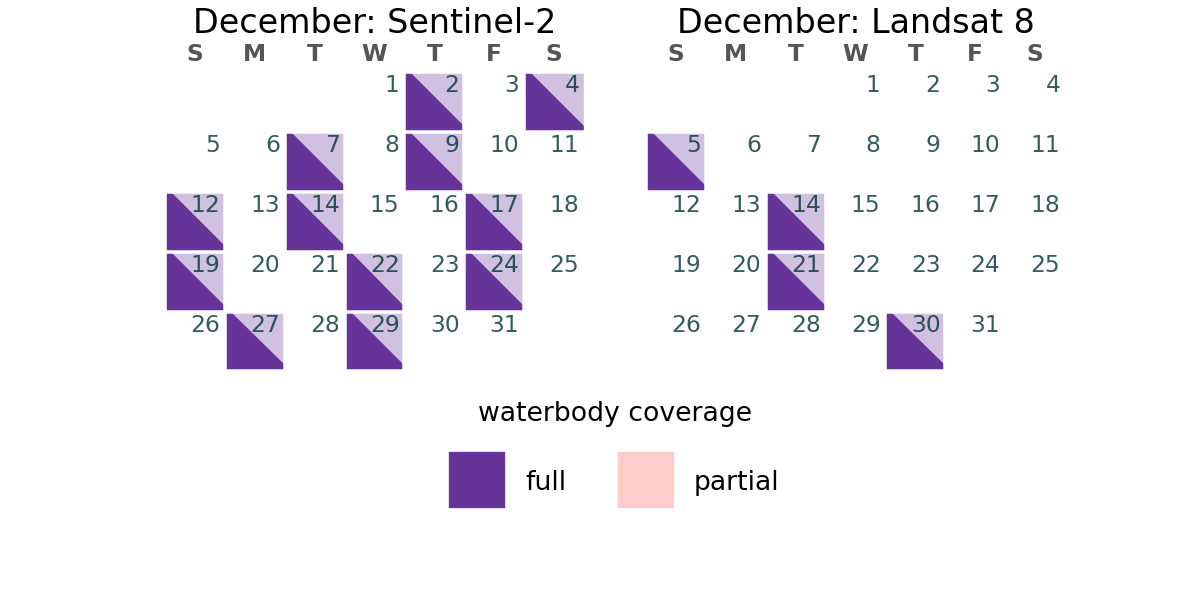 December: Sentinel-2
S M T W T F S
1 2 3 4
5 6 7 8 9 10 11
12 13 14 15 16 17 18
19 20 21 22 23 24 25
26 27 28 29 30 31
December: Landsat 8
S M T W T F S
1 2 3 4
5 6 7 8 9 10 11
12 13 14 15 16 17 18
19 20 21 22 23 24 25
26 27 28 29 30 31
waterbody coverage
full partial